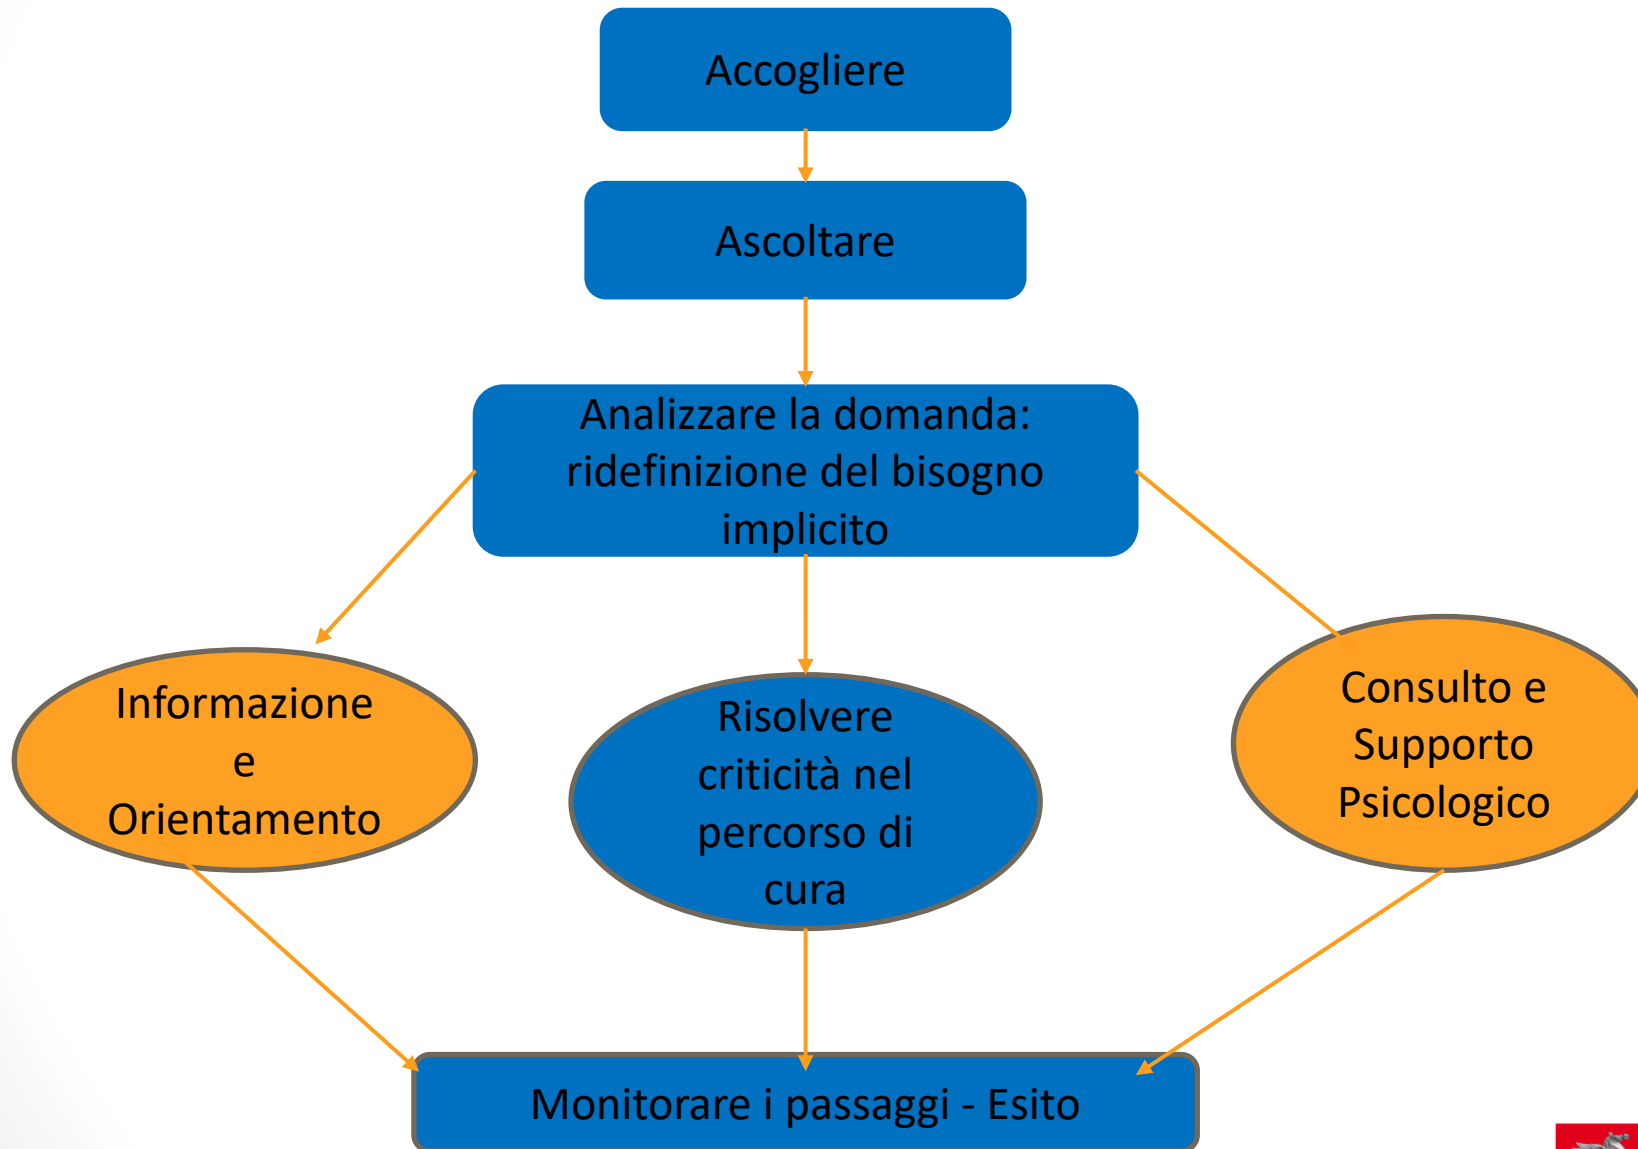 Accogliere
Ascoltare
Analizzare la domanda:
ridefinizione del bisogno
implicito
Informazione
e
Orientamento
Risolvere
criticità nel
percorso di
cura
Consulto e
Supporto
Psicologico
Monitorare i passaggi - Esito